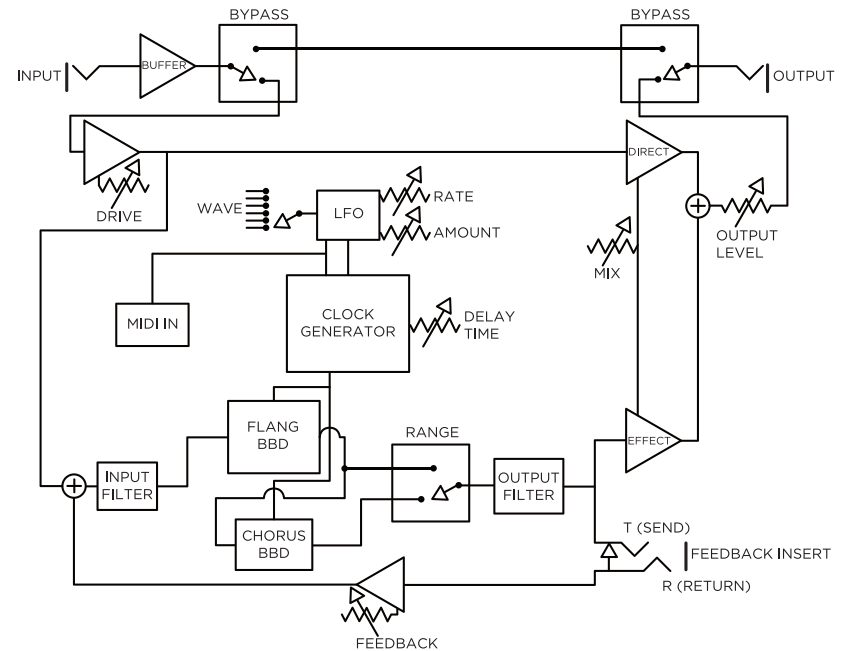 BYPASS
BYPASS
INPUT
BUFFER
OUTPUT
DIRECT
DRIVE
WAVE
LFO
RATE
AMOUNT
OUTPUT
LEVEL
MIX
MIDI IN
CLOCK
GENERATOR
DELAY
TIME
FLANG
BBD
RANGE
EFFECT
INPUT
FILTER
OUTPUT
FILTER
CHORUS
BBD
T (SEND)
FEEDBACK INSERT
R (RETURN)
FEEDBACK